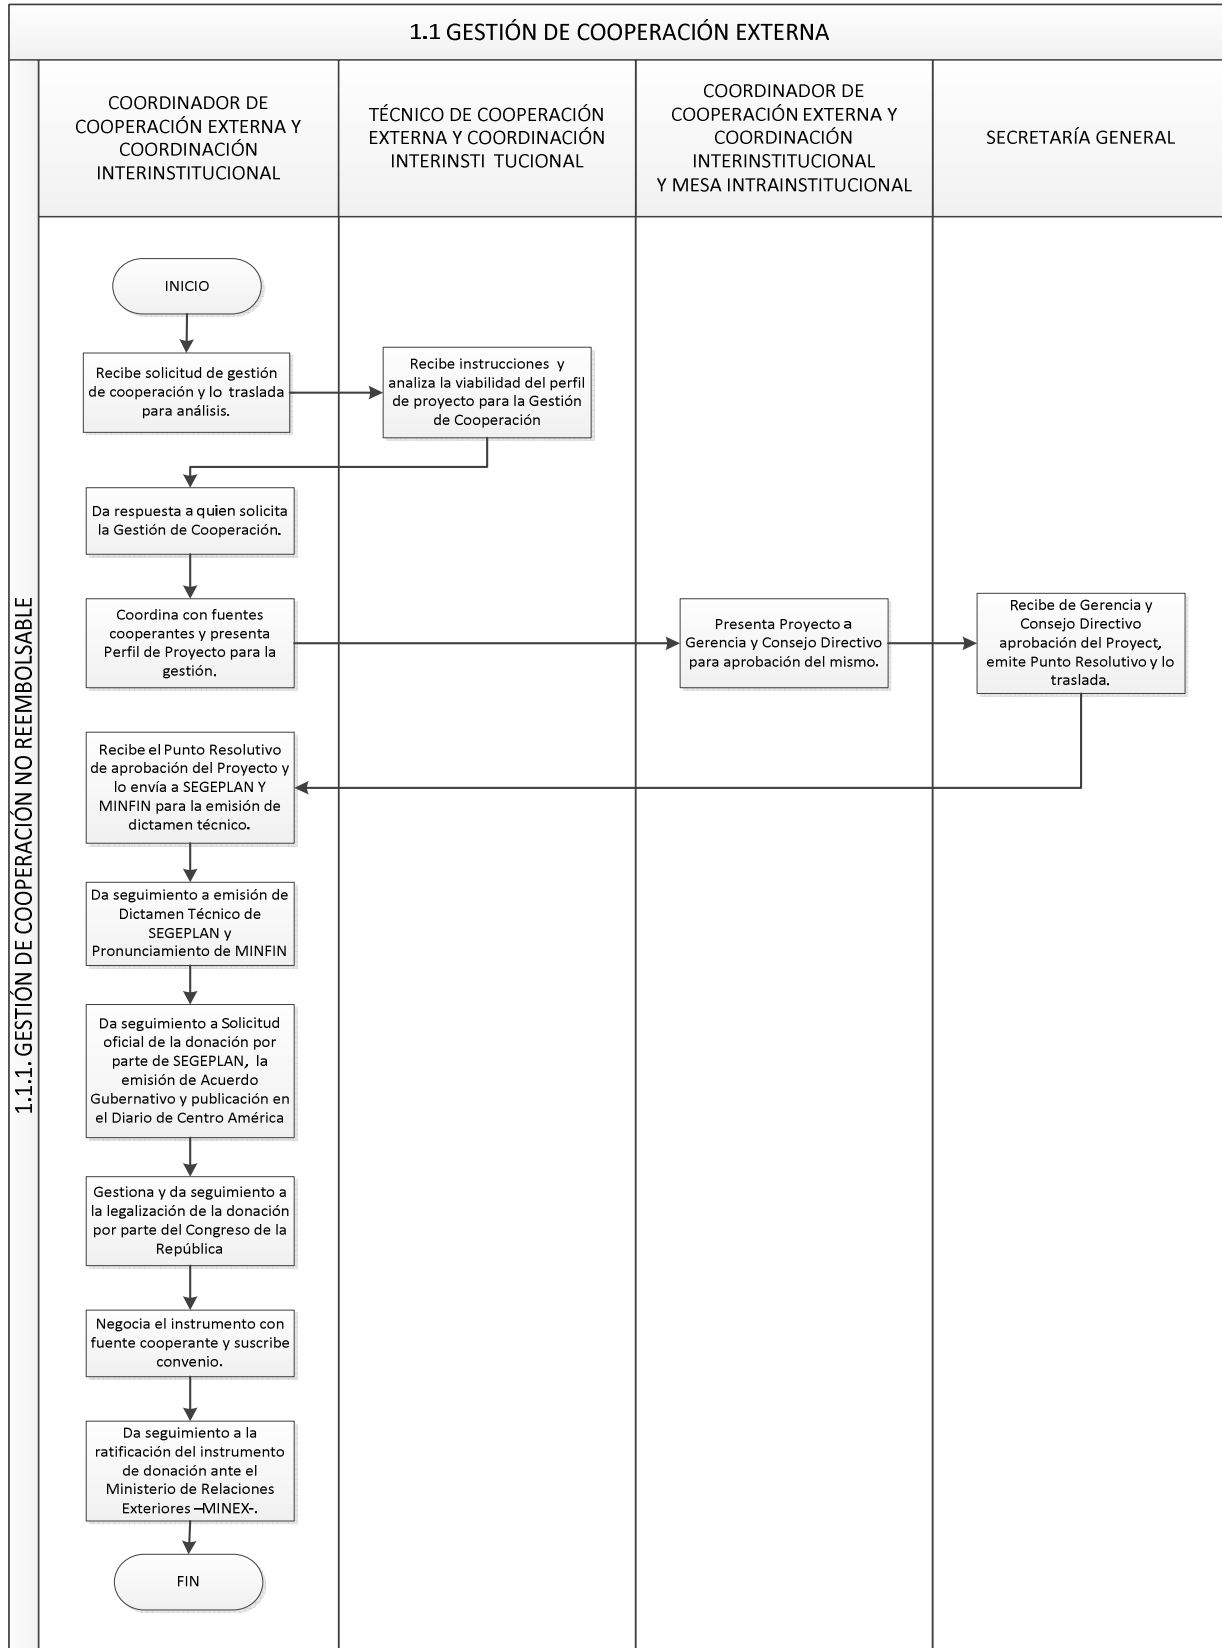 1.1 GESTIÓN DE COOPERACIÓN EXTERNA
COORDINADOR DE
COOPERACIÓN EXTERNA Y
COORDINACIÓN
INTERINSTITUCIONAL
TÉCNICO DE COOPERACIÓN
EXTERNA Y COORDINACIÓN
INTERINSTI TUCIONAL
COORDINADOR DE
COOPERACIÓN EXTERNA Y
COORDINACIÓN
INTERINSTITUCIONAL
Y MESA INTRAINSTITUCIONAL
SECRETARÍA GENERAL
1.1.1. GESTIÓN DE COOPERACIÓN NO REEMBOLSABLE
INICIO
Recibe solicitud de gestión
de cooperación y lo traslada
para análisis.
Recibe instrucciones y
analiza la viabilidad del perfil
de proyecto para la Gestión
de Cooperación
Da respuesta a quien solicita
la Gestión de Cooperación.
Coordina con fuentes
cooperantes y presenta
Perfil de Proyecto para la
gestión.
Presenta Proyecto a
Gerencia y Consejo Directivo
para aprobación del mismo.
Recibe de Gerencia y
Consejo Directivo
aprobación del Proyect,
emite Punto Resolutivo y lo
traslada.
Recibe el Punto Resolutivo
de aprobación del Proyecto y
lo envía a SEGEPLAN Y
MINFIN para la emisión de
dictamen técnico.
Da seguimiento a emisión de
Dictamen Técnico de
SEGEPLAN y
Pronunciamiento de MINFIN
Da seguimiento a Solicitud
oficial de la donación por
parte de SEGEPLAN, la
emisión de Acuerdo
Gubernativo y publicación en
el Diario de Centro América
Gestiona y da seguimiento a
la legalización de la donación
por parte del Congreso de la
República
Negocia el instrumento con
fuente cooperante y suscribe
convenio.
Da seguimiento a la
ratificación del instrumento
de donación ante el
Ministerio de Relaciones
Exteriores –MINEX-.
FIN